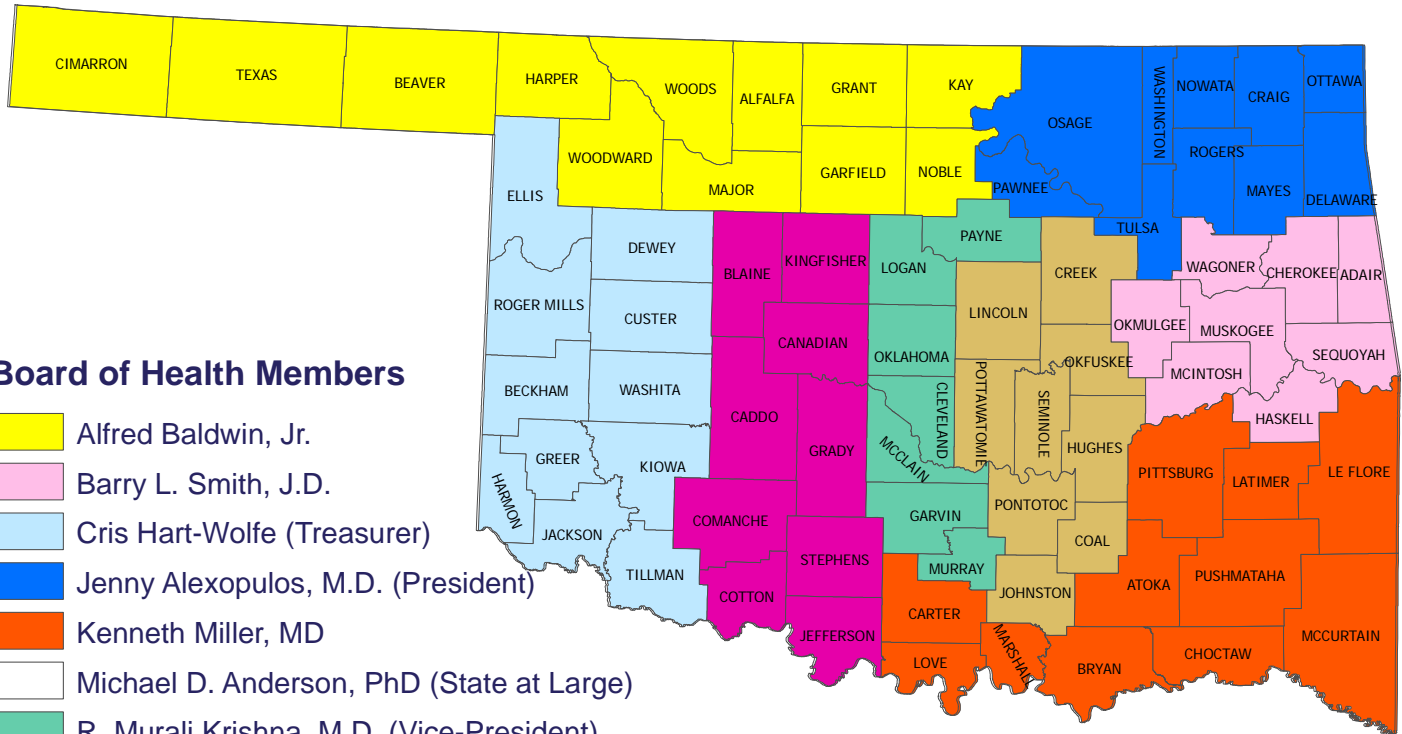 CIMARRON
TEXAS
BEAVER
HARPER
WOODS
ALFALFA
GRANT
KAY
OSAGE
WASHINGTON
NOWATA
CRAIG
OTTAWA
WOODWARD
MAJOR
GARFIELD
NOBLE
PAWNEE
ROGERS
MAYES
DELAWARE
ELLIS
DEWEY
BLAINE
KINGFISHER
LOGAN
PAYNE
CREEK
TULSA
WAGONER
CHEROKEE
ADAIR
ROGER MILLS
CUSTER
CANADIAN
OKLAHOMA
LINCOLN
OKFUSKEE
OKMULGEE
MUSKOGEE
SEQUOYAH
MCINTOSH
HASKELL
BECKHAM
WASHITA
CADDO
GRADY
CLEVELAND
MCCLAIN
POTTAWATOMIE
SEMINOLE
HUGHES
PITTSBURG
LATIMER
LE FLORE
HARMON
GREER
KIOWA
JACKSON
TILLMAN
COMANCHE
COTTON
STEPHENS
JEFFERSON
GARVIN
MURRAY
PONTOTOC
COAL
JOHNSTON
ATOKA
PUSHMATAHA
MCCURTAIN
CARTER
LOVE
MARSHALL
BRYAN
CHOCTAW
Board of Health Members
Alfred Baldwin, Jr.
Barry L. Smith, J.D.
Cris Hart-Wolfe (Treasurer)
Jenny Alexopulos, M.D. (President)
Kenneth Miller, MD
Michael D. Anderson, PhD (State at Large)
R. Murali Krishna, M.D. (Vice-President)